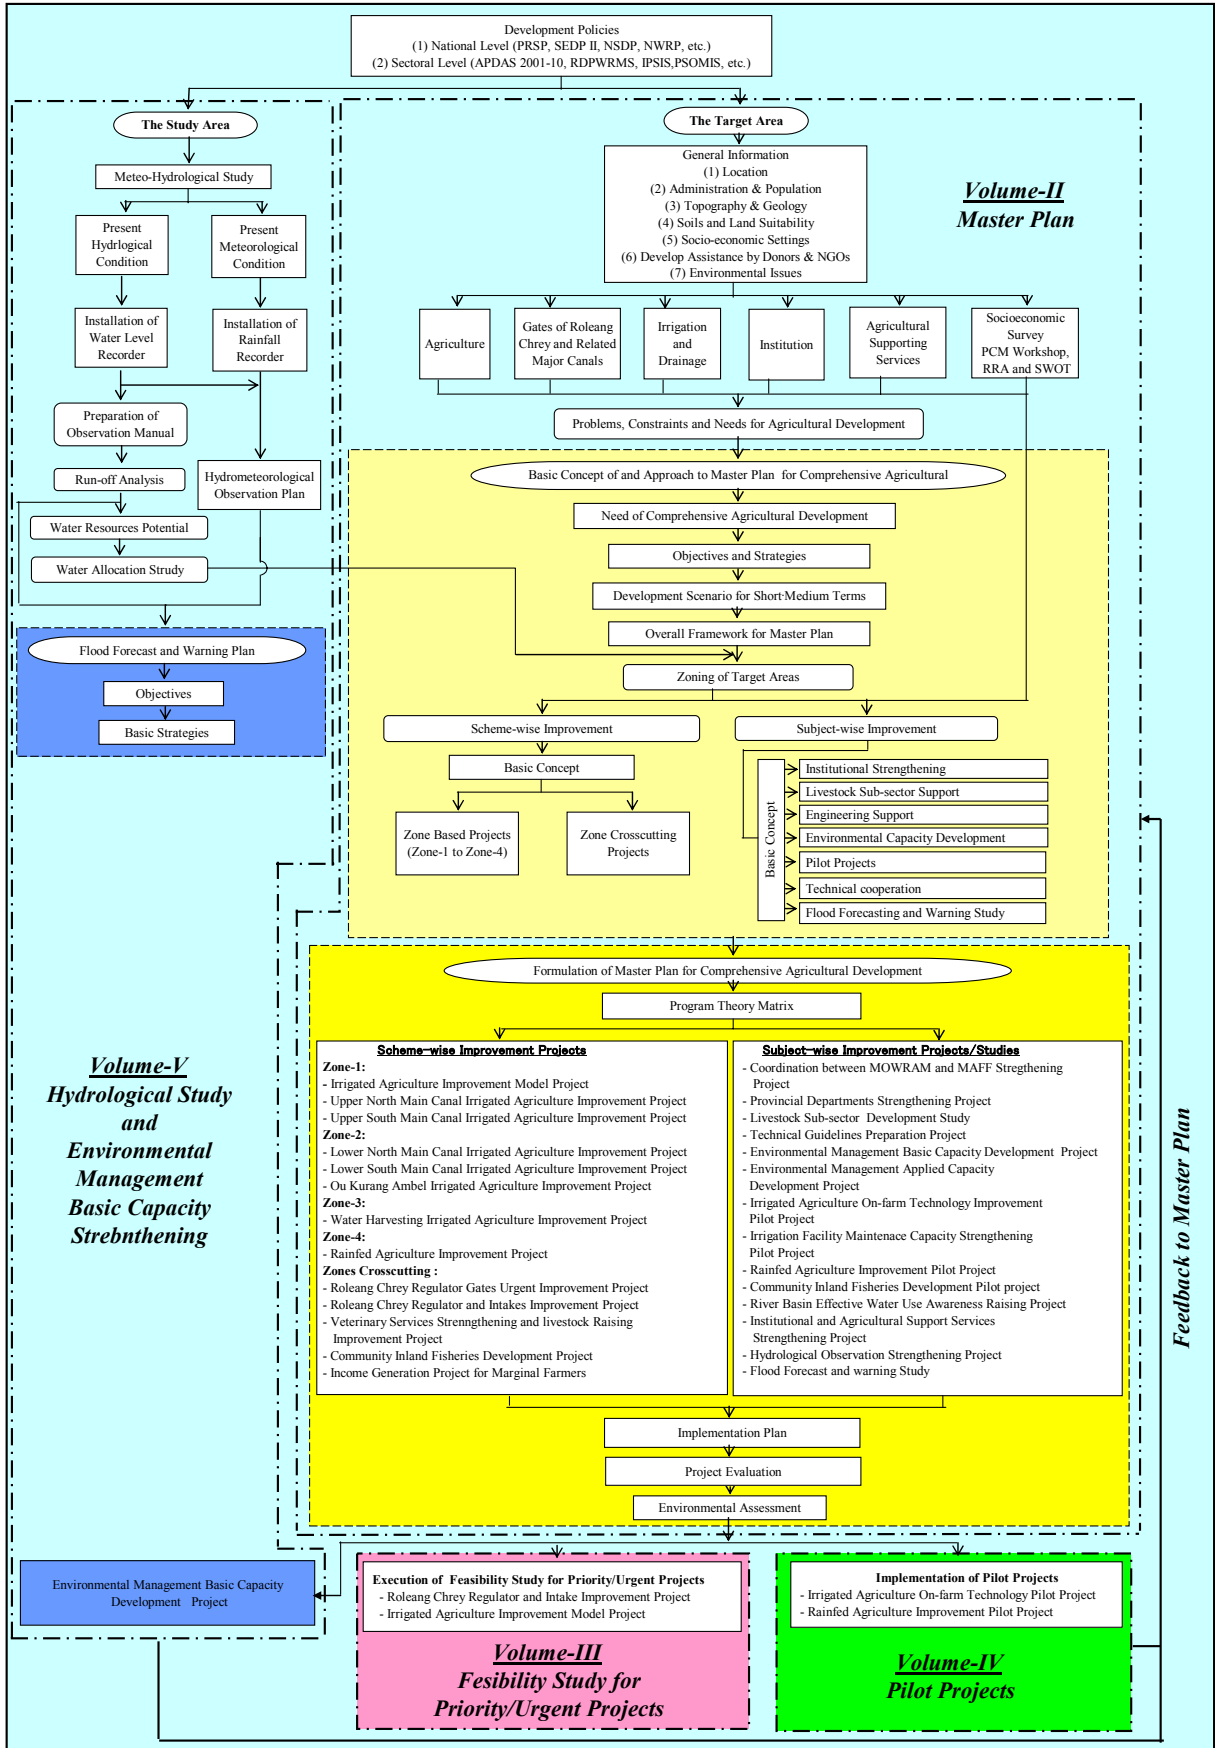 Development Policies
(1) National Level (PRSP, SEDP II, NSDP, NWRP, etc.)
(2) Sectoral Level (APDAS 2001-10, RDPWRMS, IPSIS,PSOMIS, etc.)
The Study Area
Meteo-Hydrological Study
Present
Hydrlogical
Condition
Present
Meteorological
Condition
Installation of
Water Level
Recorder
Installation of
Rainfall
Recorder
Preparation of
Observation Manual
Run-off Analysis
Hydrometeorological
Observation Plan
Water Resources Potential
Water Allocation Strudy
Flood Forecast and Warning Plan
Objectives
Basic Strategies
Volume-V
Hydrological Study
and
Environmental
Management
Basic Capacity
Strebnthening
Environmental Management Basic Capacity
Development Project
The Target Area
General Information
(1) Location
(2) Administration & Population
(3) Topography & Geology
(4) Soils and Land Suitability
(5) Socio-economic Settings
(6) Develop Assistance by Donors & NGOs
(7) Environmental Issues
Volume-II
Master Plan
Agriculture
Gates of Roleang
Chrey and Related
Major Canals
Irrigation
and
Drainage
Institution
Agricultural
Supporting
Services
Socioeconomic
Survey
PCM Workshop,
RRA and SWOT
Problems, Constraints and Needs for Agricultural Development
Basic Concept of and Approach to Master Plan for Comprehensive Agricultural
Need of Comprehensive Agricultural Development
Objectives and Strategies
Development Scenario for Short·Medium Terms
Overall Framework for Master Plan
Zoning of Target Areas
Scheme-wise Improvement
Basic Concept
Zone Based Projects
(Zone-1 to Zone-4)
Zone Crosscutting
Projects
Subject-wise Improvement
Basic Concept
Institutional Strengthening
Livestock Sub-sector Support
Engineering Support
Environmental Capacity Development
Pilot Projects
Technical cooperation
Flood Forecasting and Warning Study
Formulation of Master Plan for Comprehensive Agricultural Development
Program Theory Matrix
Scheme-wise Improvement Projects
Zone-1:
- Irrigated Agriculture Improvement Model Project
- Upper North Main Canal Irrigated Agriculture Improvement Project
- Upper South Main Canal Irrigated Agriculture Improvement Project
Zone-2:
- Lower North Main Canal Irrigated Agriculture Improvement Project
- Lower South Main Canal Irrigated Agriculture Improvement Project
- Ou Kurang Ambel Irrigated Agriculture Improvement Project
Zone-3:
- Water Harvesting Irrigated Agriculture Improvement Project
Zone-4:
- Rainfed Agriculture Improvement Project
Zones Crosscutting :
- Roleang Chrey Regulator Gates Urgent Improvement Project
- Roleang Chrey Regulator and Intakes Improvement Project
- Veterinary Services Strenngthening and livestock Raising
Improvement Project
- Community Inland Fisheries Development Project
- Income Generation Project for Marginal Farmers
Subject-wise Improvement Projects/Studies
- Coordination between MOWRAM and MAFF Stregthening
Project
- Provincial Departments Strengthening Project
- Livestock Sub-sector Development Study
- Technical Guidelines Preparation Project
- Environmental Management Basic Capacity Development Project
- Environmental Management Applied Capacity
Development Project
- Irrigated Agriculture On-farm Technology Improvement
Pilot Project
- Irrigation Facility Maintenace Capacity Strengthening
Pilot Project
- Rainfed Agriculture Improvement Pilot Project
- Community Inland Fisheries Development Pilot project
- River Basin Effective Water Use Awareness Raising Project
- Institutional and Agricultural Support Services
Strengthening Project
- Hydrological Observation Strengthening Project
- Flood Forecast and warning Study
Implementation Plan
Project Evaluation
Environmental Assessment
Execution of Feasibility Study for Priority/Urgent Projects
- Roleang Chrey Regulator and Intake Improvement Project
- Irrigated Agriculture Improvement Model Project
Volume-III
Fesibility Study for
Priority/Urgent Projects
Implementation of Pilot Projects
- Irrigated Agriculture On-farm Technology Pilot Project
- Rainfed Agriculture Improvement Pilot Project
Volume-IV
Pilot Projects
Feedback to Master Plan